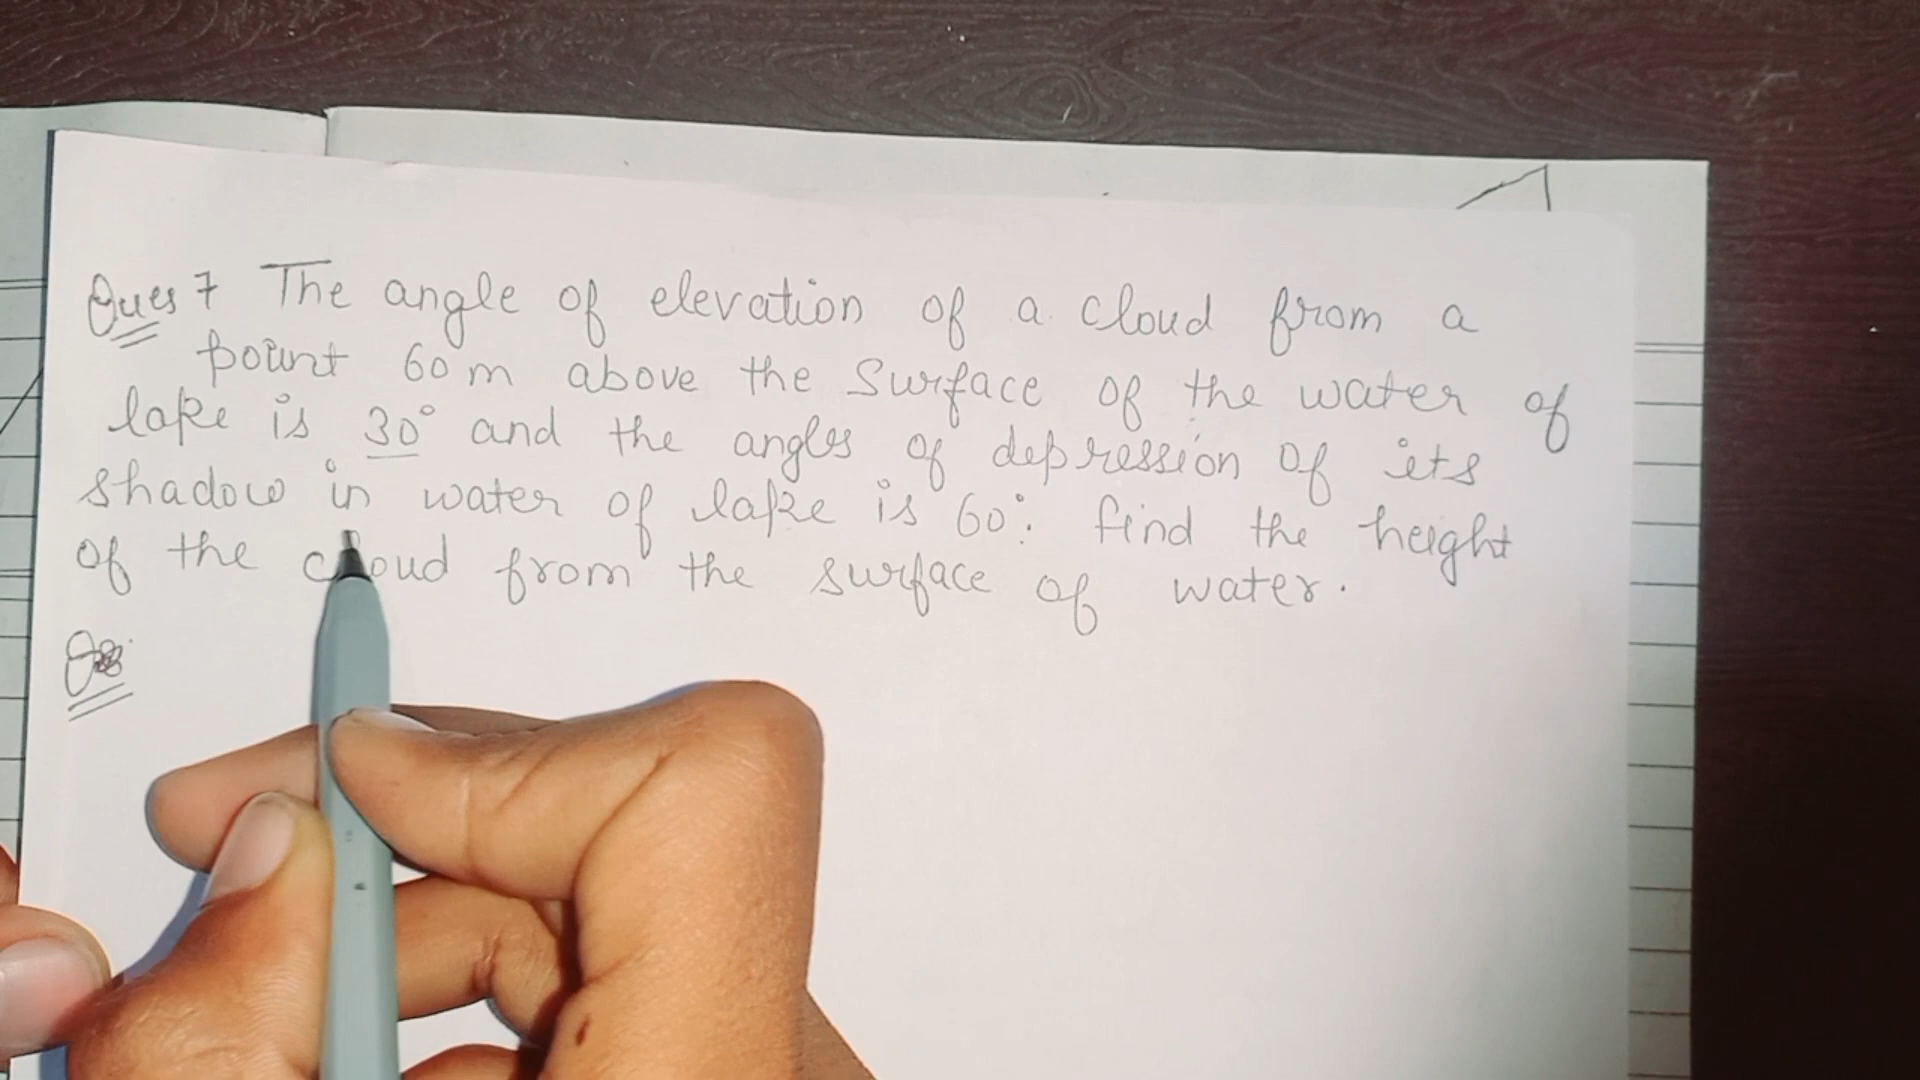 Ques 7 The angle of elevation of a cloud from a
point 60 m above the surface of the water of
lake is 30° and the angles of depression of its
shadow in water of lake is 60°. find the height
of the cloud from the surface of water.